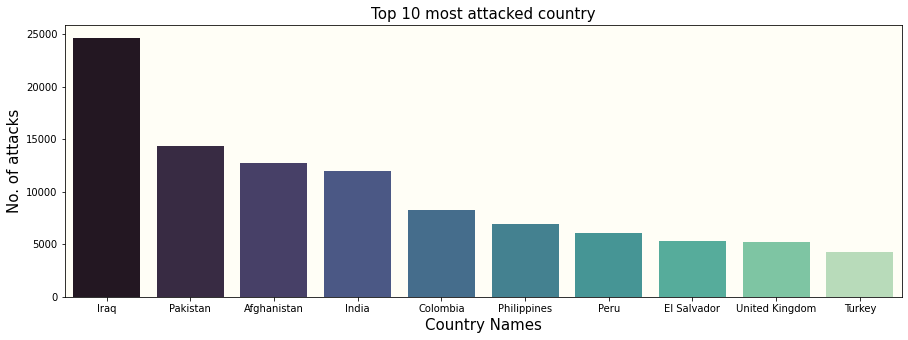 Top 10 most attacked country
25000
20000
15000
10000
5000
0
No. of attacks
Iraq Pakistan Afghanistan India Colombia Philippines Peru El Salvador United Kingdom Turkey
Country Names